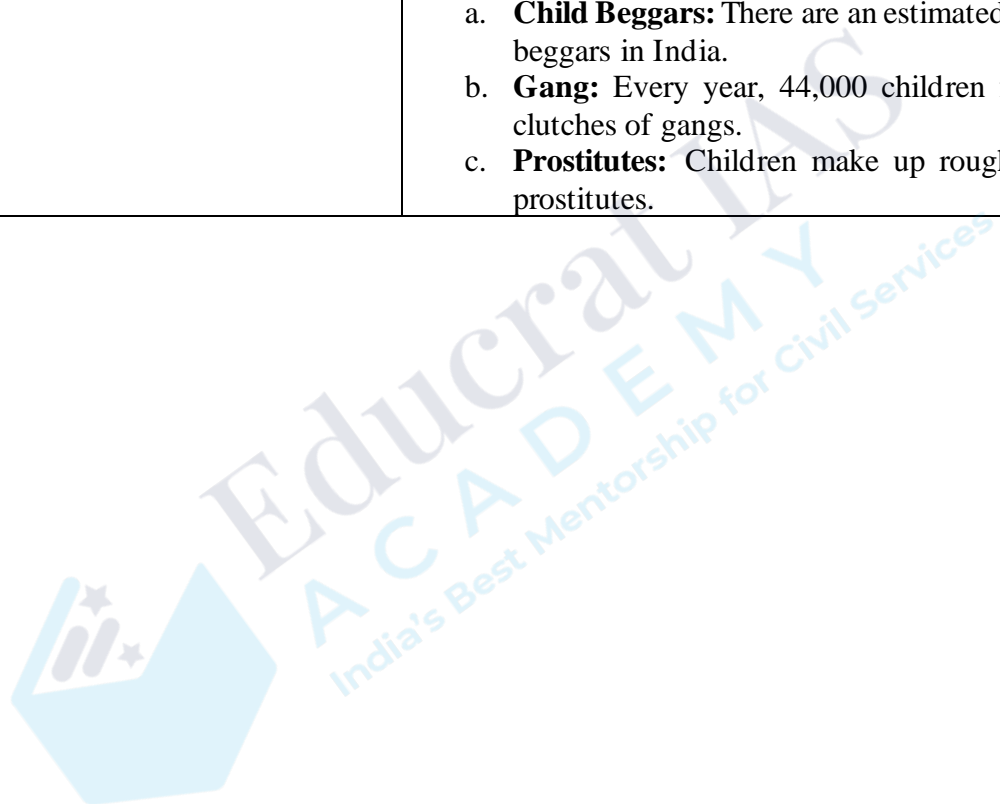 a. Child Beggars: There are an estimated
beggars in India.
b. Gang: Every year, 44,000 children
clutches of gangs.
c. Prostitutes: Children make up
prostitutes.
Educrat IAS
ACADEMY
India's Best Mentorship for Civil Services